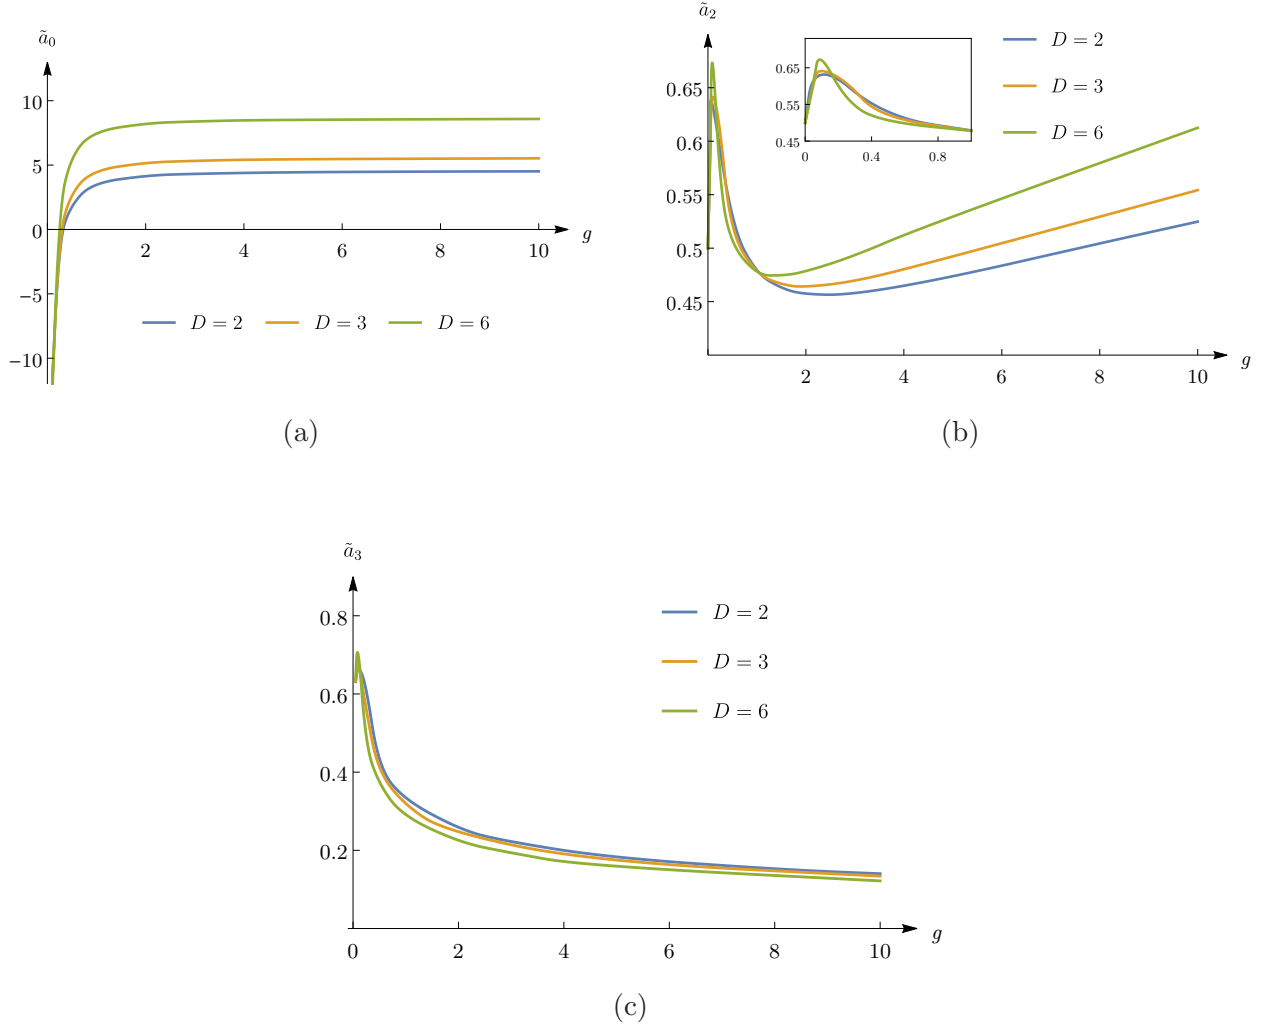 ã₀
10
5
0
−5
−10
2 4 6 8 10 g
D = 2 D = 3 D = 6
(a)
ã₂
0.65
0.6
0.55
0.5
0.45
2 4 6 8 10 g
0.65
0.55
0.45
0 0.4 0.8
D = 2
D = 3
D = 6
(b)
ã₃
0.8
0.6
0.4
0.2
0 2 4 6 8 10 g
D = 2
D = 3
D = 6
(c)